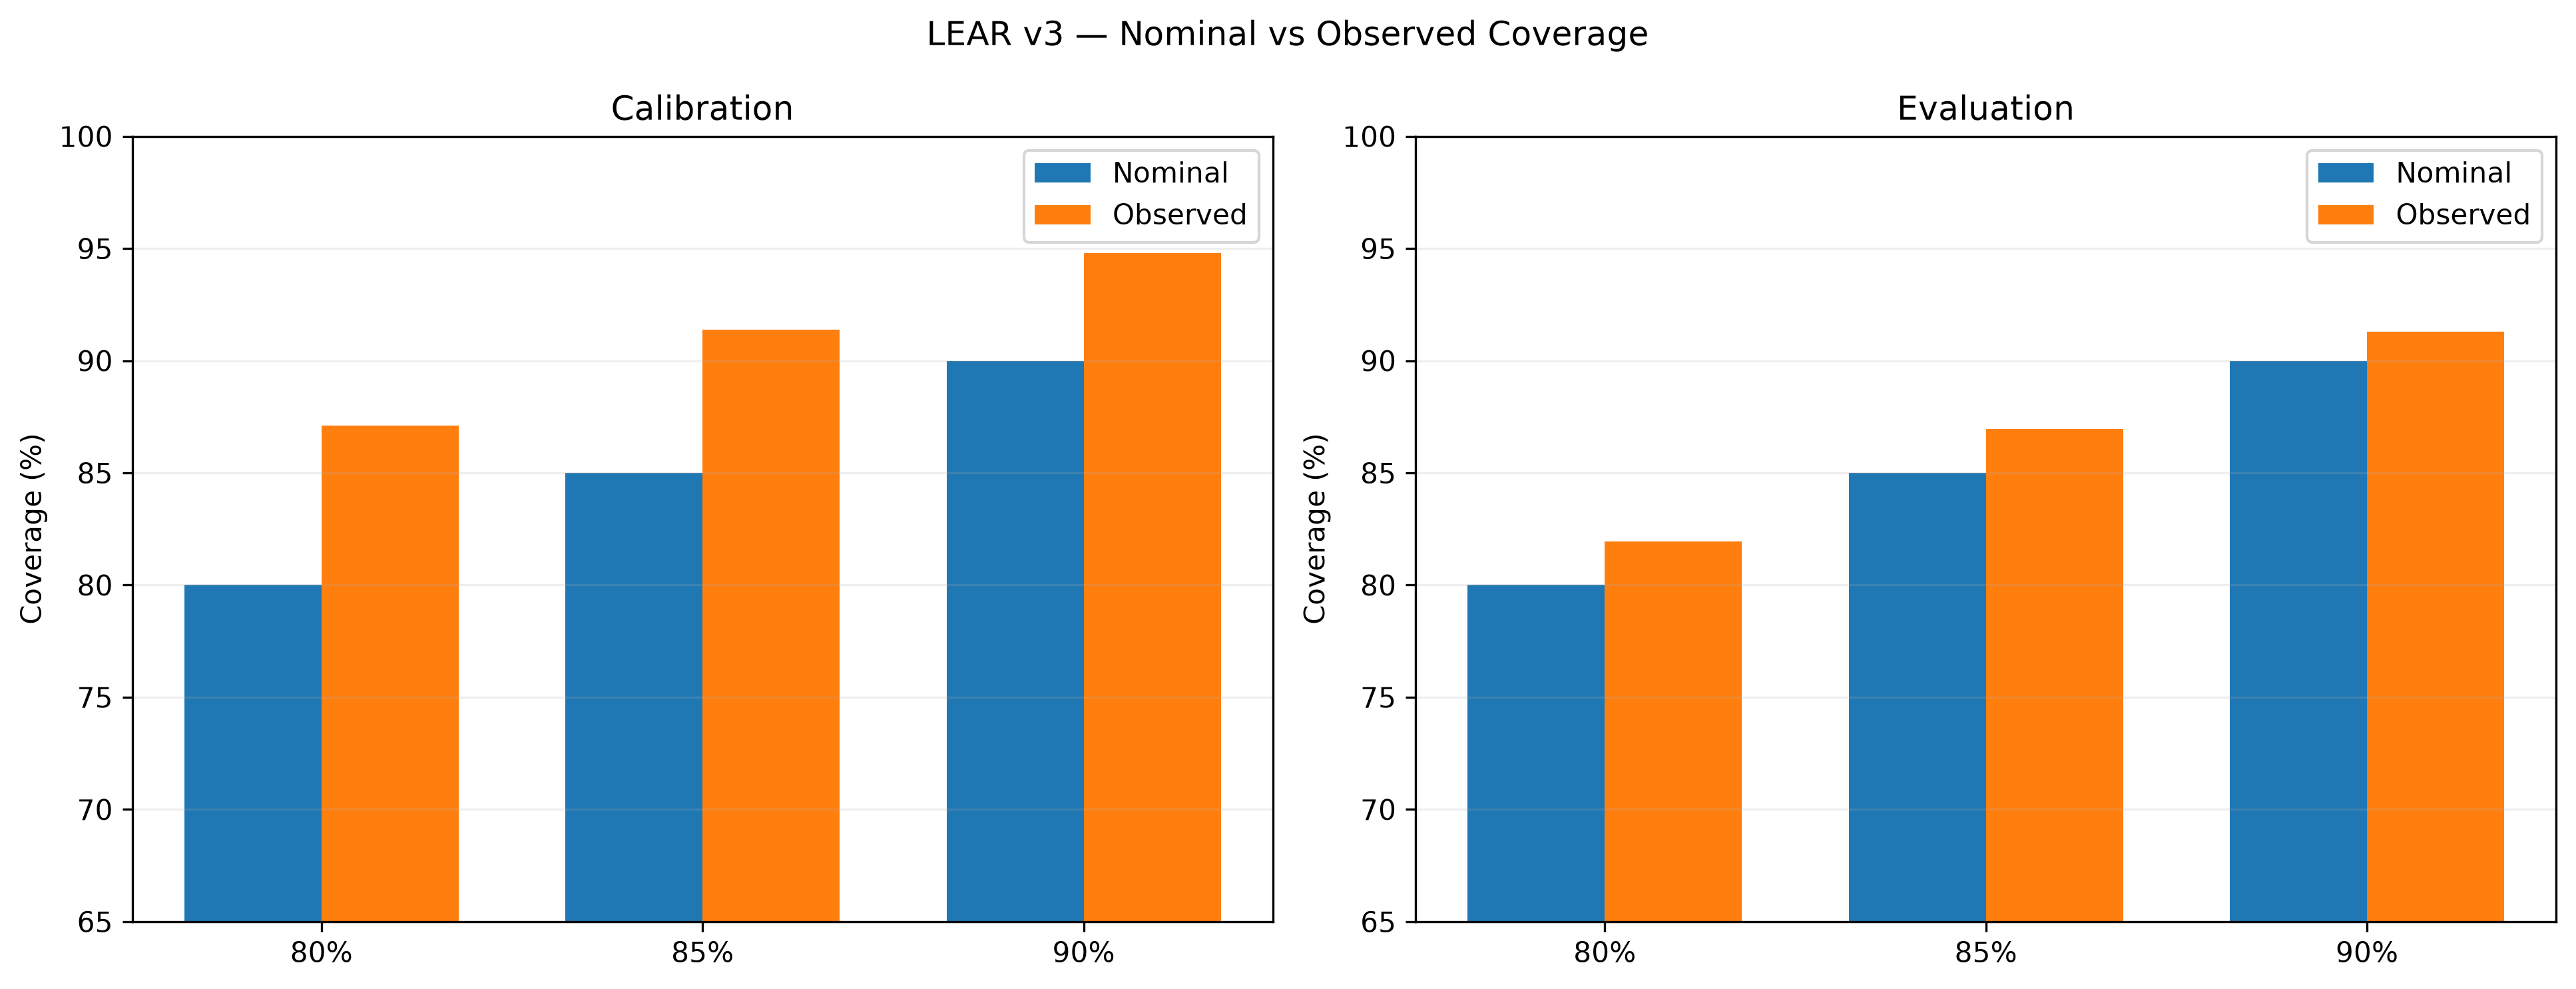 LEAR v3 — Nominal vs Observed Coverage
Calibration
100
95
90
85
80
75
70
65
Coverage (%)
80%
85%
90%
Nominal
Observed
Evaluation
100
95
90
85
80
75
70
65
Coverage (%)
80%
85%
90%
Nominal
Observed